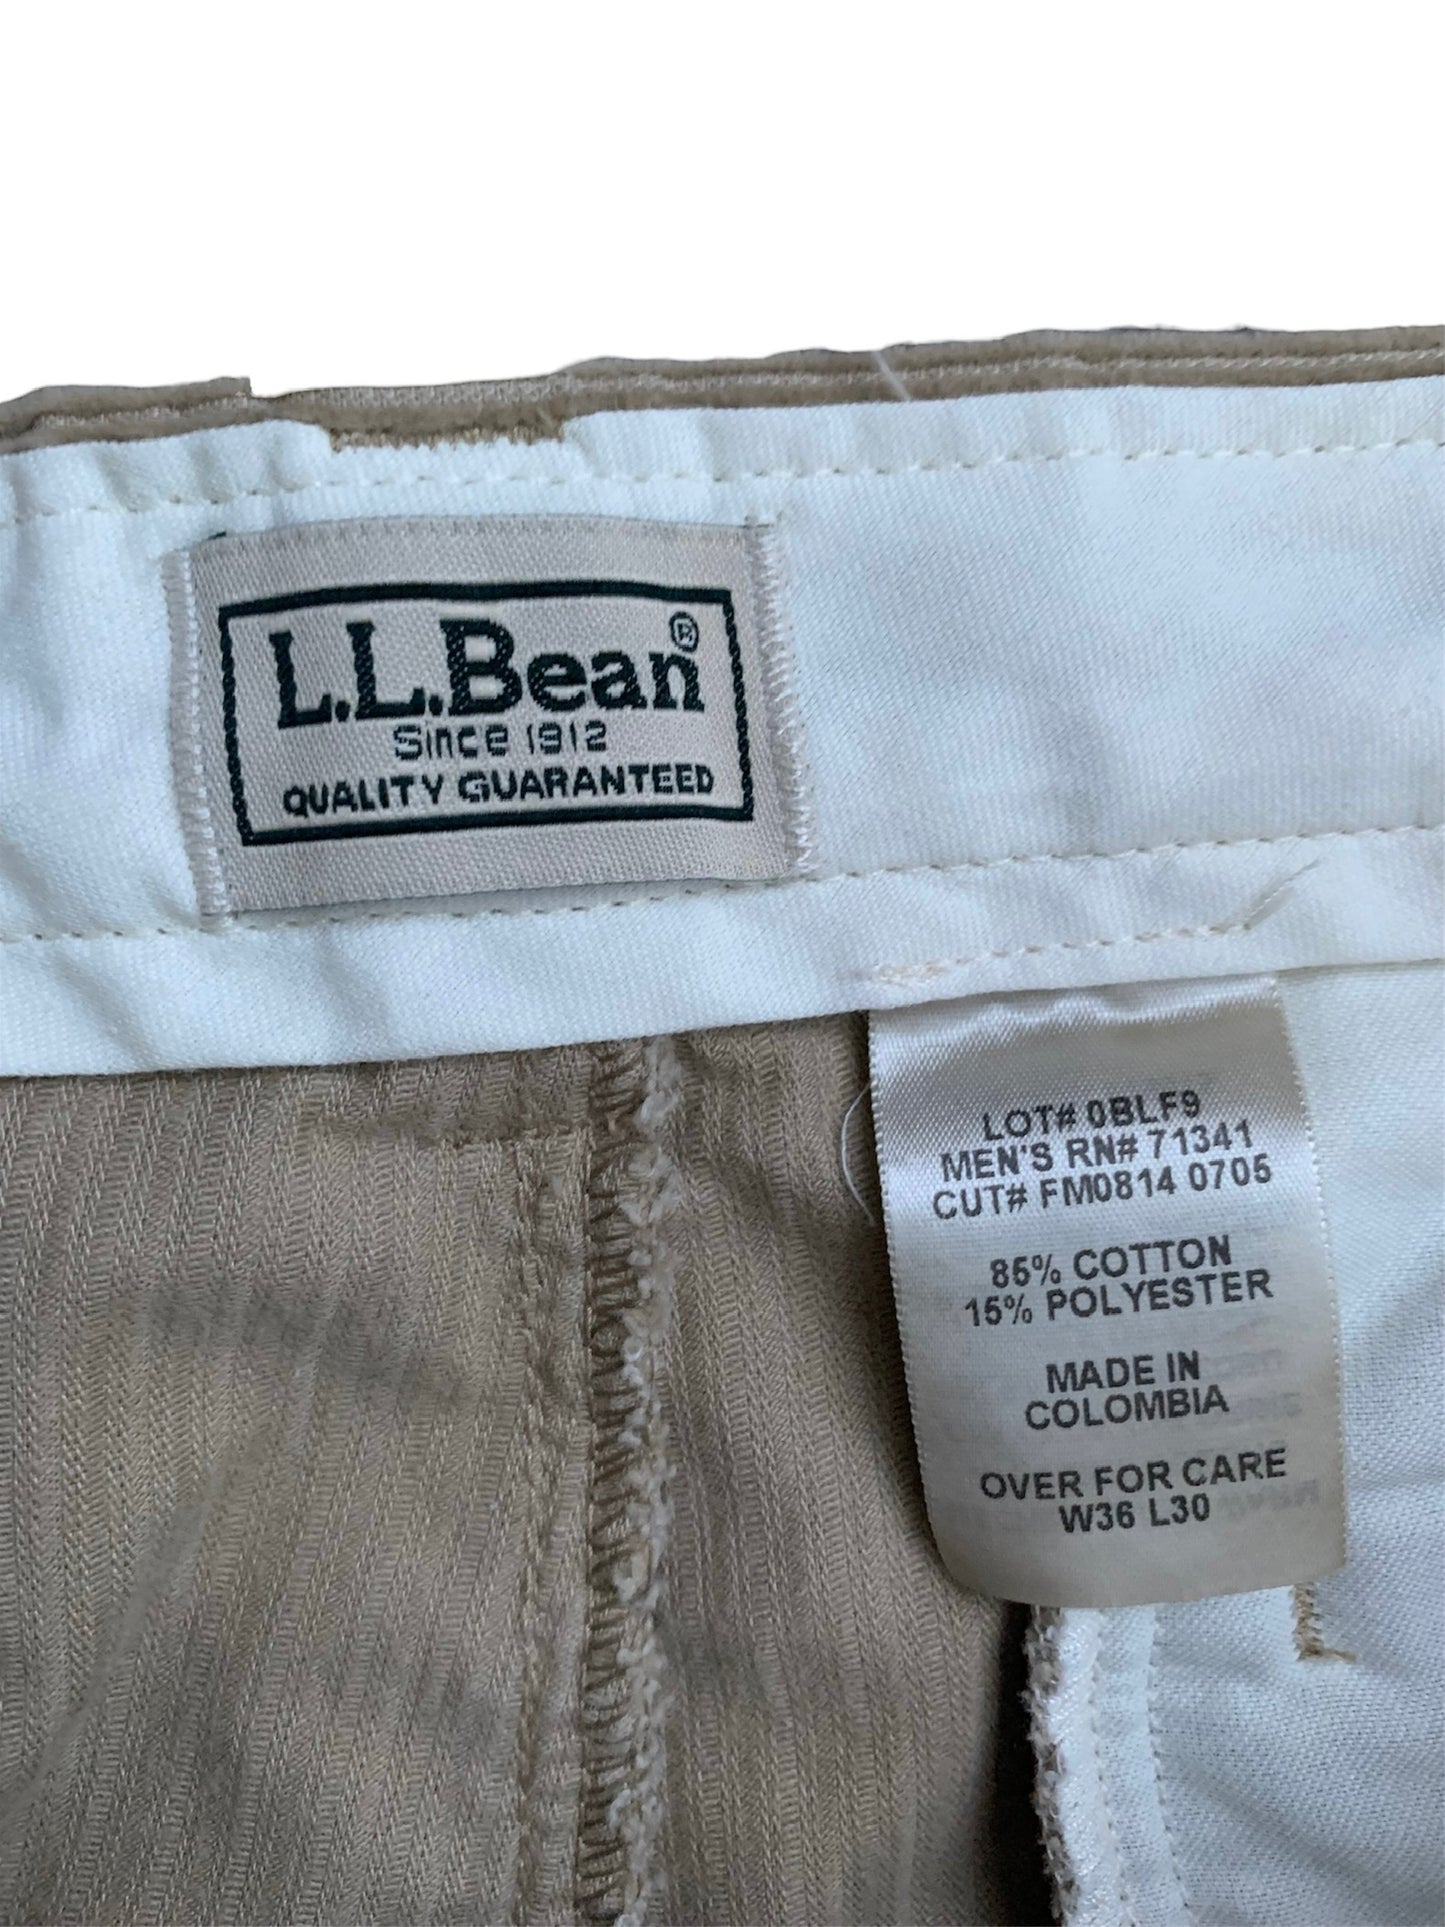 L.L.Bean®
Since 1912
QUALITY GUARANTEED
LOT# 0BLF9
MEN'S RN# 71341
CUT# FM0814 0705
85% COTTON
15% POLYESTER
MADE IN
COLOMBIA
OVER FOR CARE
W36 L30